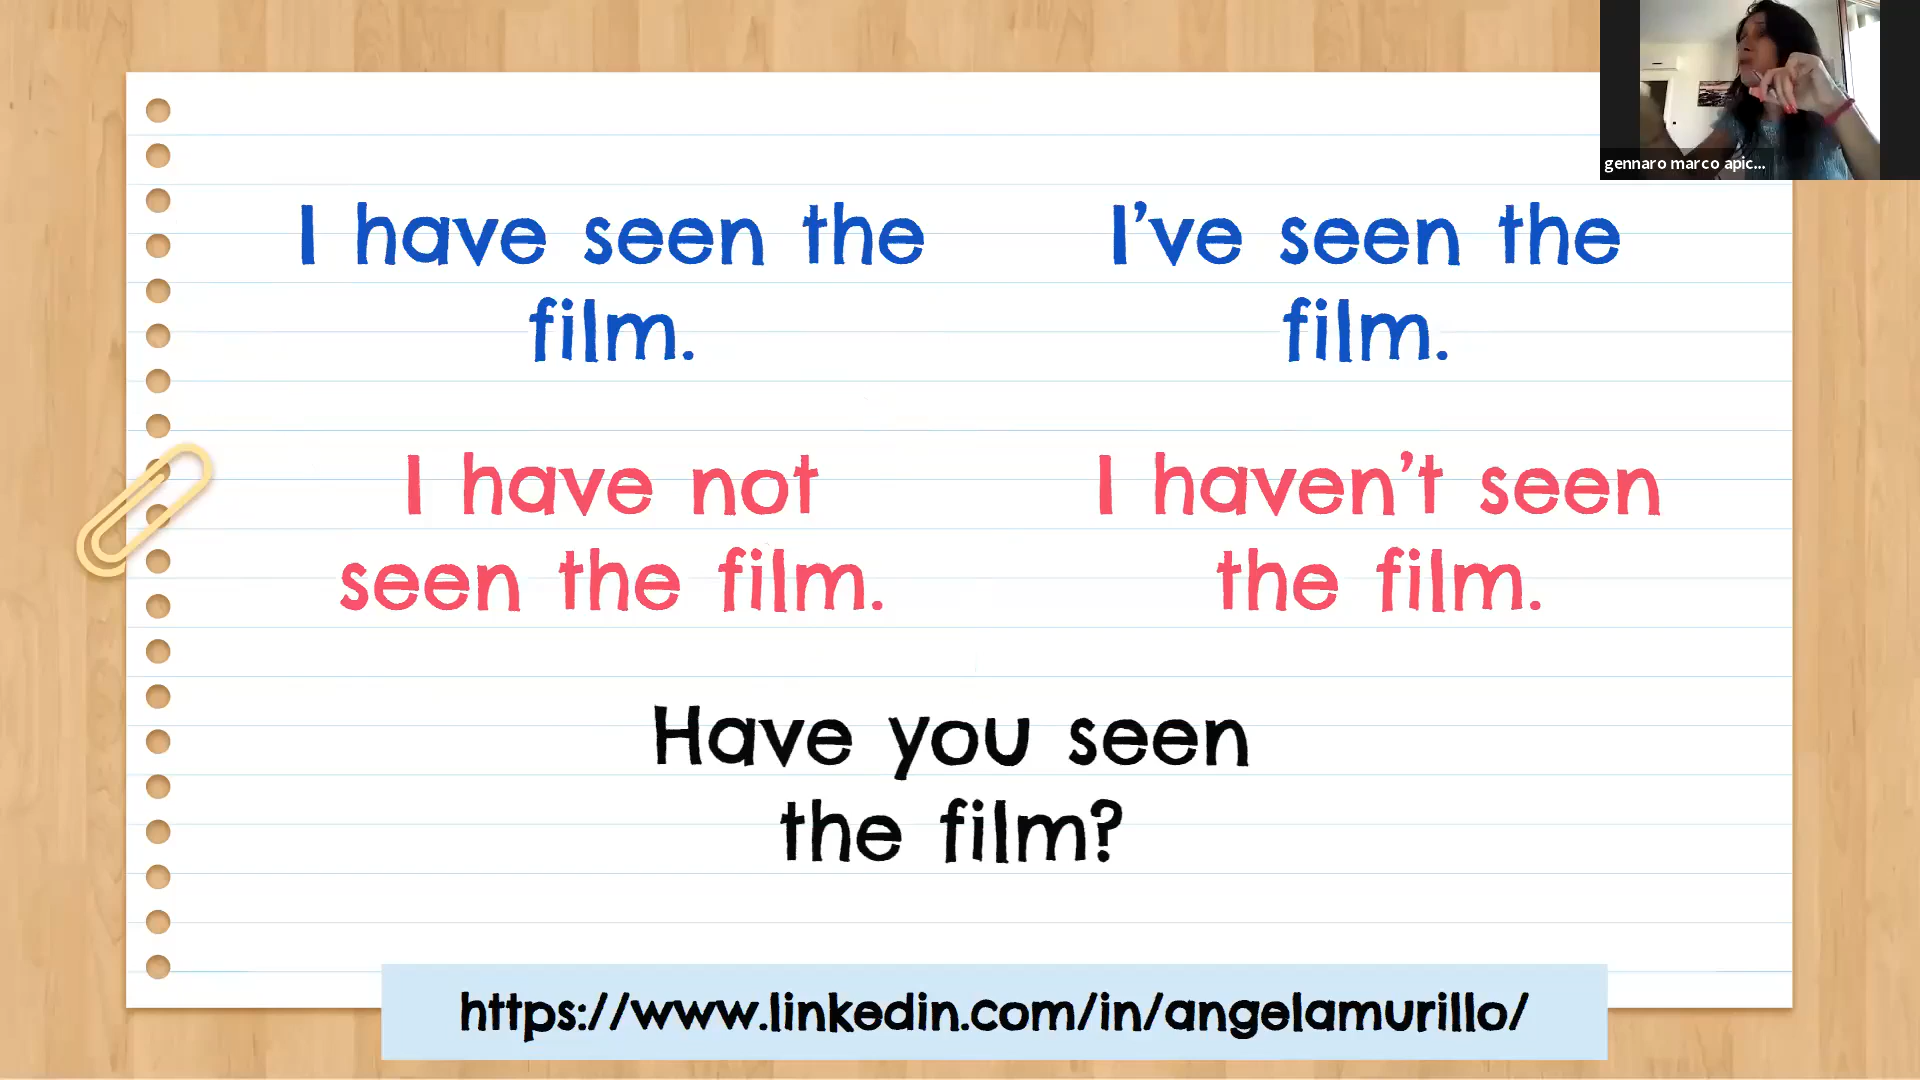 gennaro marco apic...
I have seen the
film.
I’ve seen the
film.
I have not
seen the film.
I haven’t seen
the film.
Have you seen
the film?
https://www.linkedin.com/in/angelamurillo/